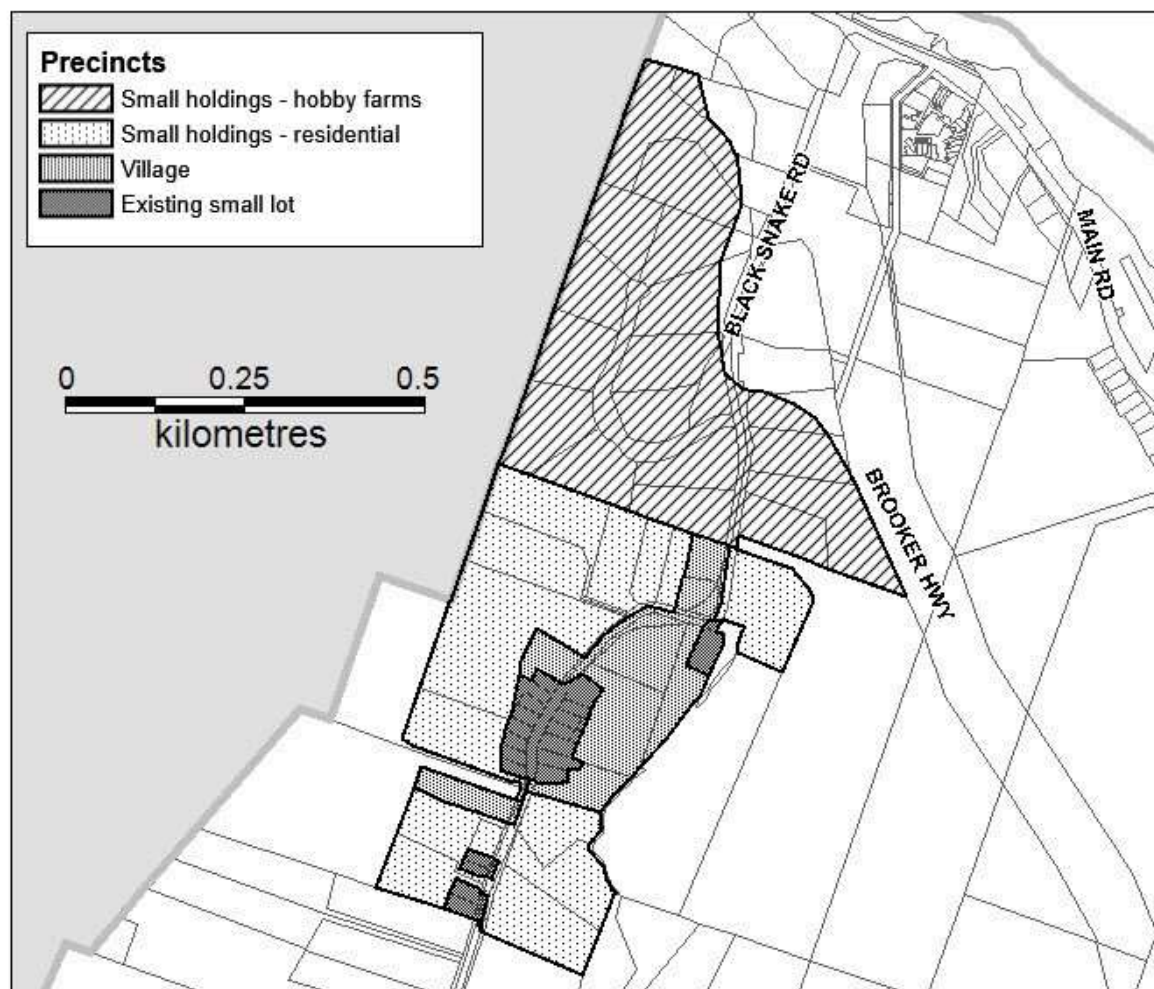 Precincts
Small holdings - hobby farms
Small holdings - residential
Village
Existing small lot
BLACK SNAKE RD
MAIN RD
0 0.25 0.5
kilometres
BROOKER HWY